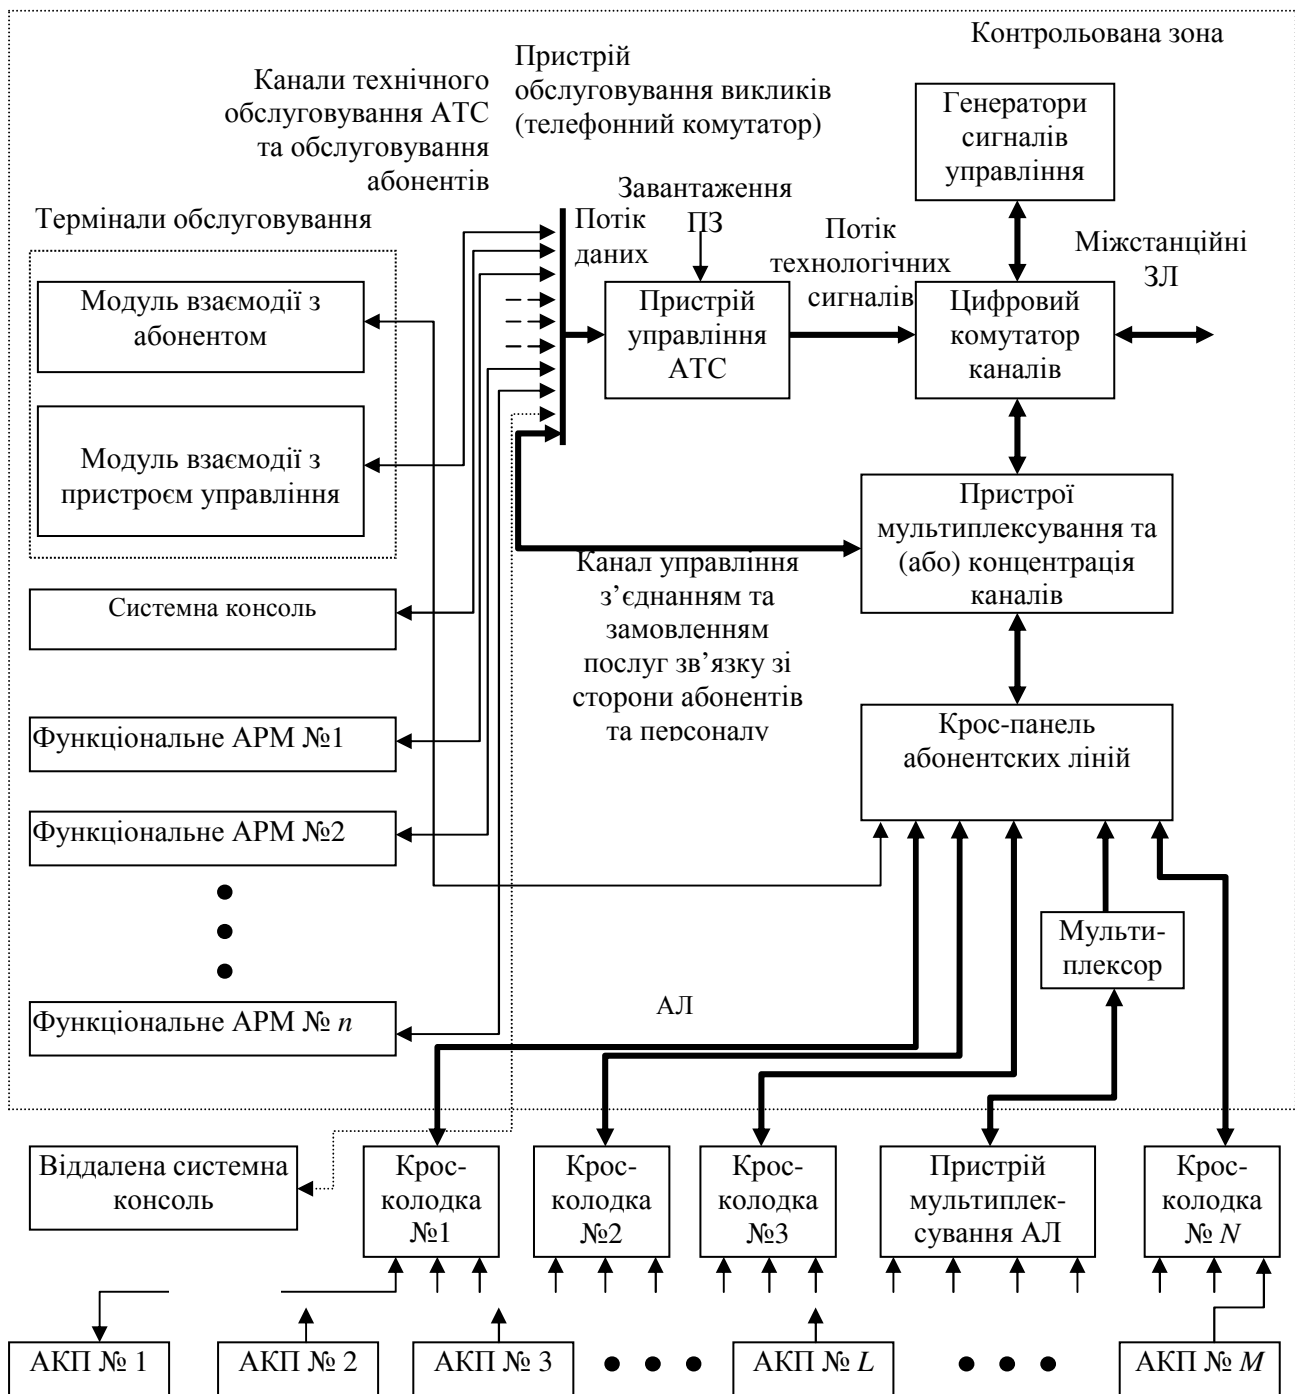 Контрольована зона
Пристрій
обслуговування викликів
(телефонний комутатор)
Канали технічного
обслуговування АТС
та обслуговування
абонентів
Генератори
сигналів
управління
Завантаження
ПЗ
Термінали обслуговування
Потік
даних
Потік
технологічних
сигналів
Міжстанційні
ЗЛ
Модуль взаємодії з
абонентом
Пристрій
управління
АТС
Цифровий
комутатор
каналів
Модуль взаємодії з
пристроєм управління
Пристрої
мультиплексування та
(або) концентрація
каналів
Канал управління
з’єднанням та
замовленням
послуг зв’язку зі
сторони абонентів
та персоналу
Системна консоль
Функціональне АРМ №1
Крос-панель
абонентских ліній
Функціональне АРМ №2
Мульти-
плексор
АЛ
Функціональне АРМ № n
Віддалена системна
консоль
Крос-
колодка
№1
Крос-
колодка
№2
Крос-
колодка
№3
Пристрій
мультиплек-
сування АЛ
Крос-
колодка
№ N
АКП № 1
АКП № 2
АКП № 3
АКП № L
АКП № M